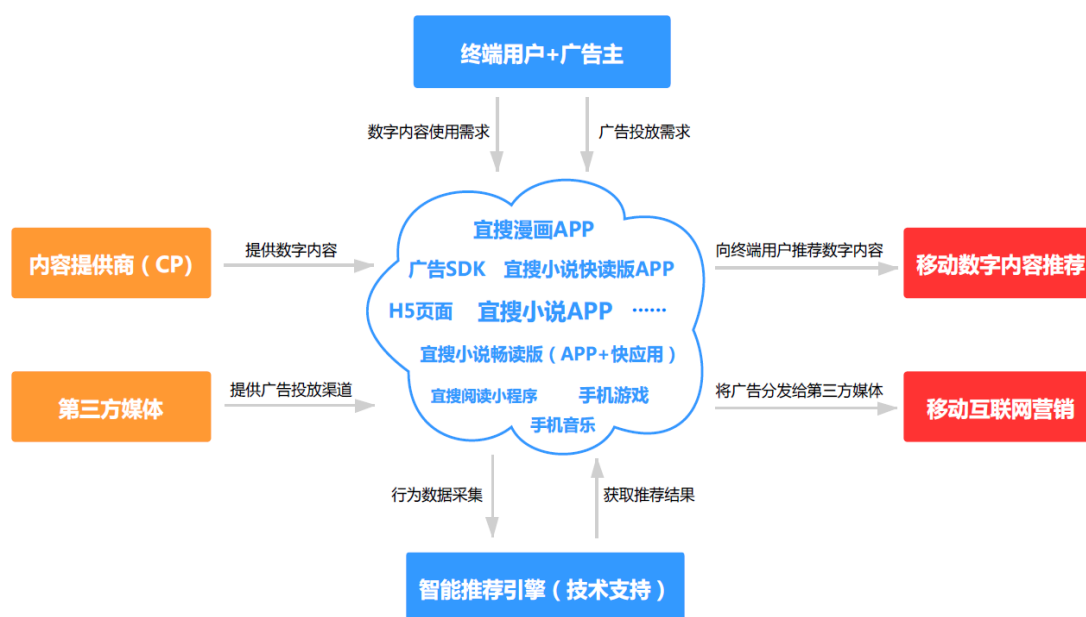 终端用户+广告主
数字内容使用需求
广告投放需求
宜搜漫画APP
内容提供商（CP）
提供数字内容
广告SDK
宜搜小说快读版APP
向终端用户推荐数字内容
移动数字内容推荐
H5页面
宜搜小说APP
……
宜搜小说畅读版（APP+快应用）
第三方媒体
提供广告投放渠道
宜搜阅读小程序
手机游戏
将广告分发给第三方媒体
移动互联网营销
手机音乐
行为数据采集
获取推荐结果
智能推荐引擎（技术支持）